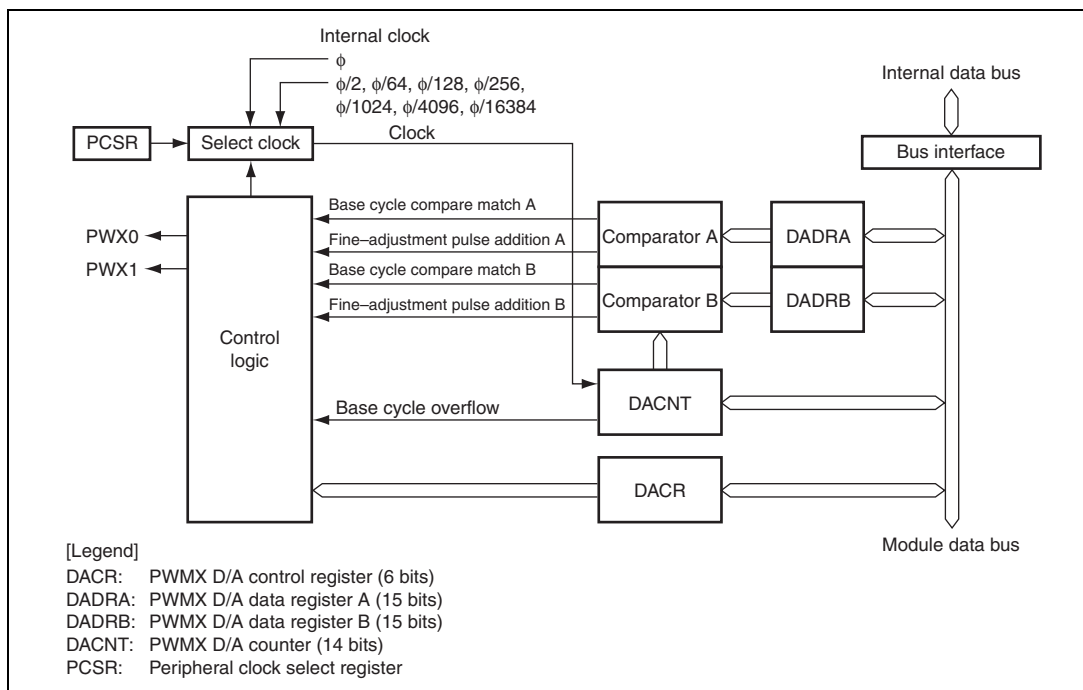 Internal clock
ϕ
ϕ/2, ϕ/64, ϕ/128, ϕ/256,
ϕ/1024, ϕ/4096, ϕ/16384
Internal data bus
PCSR
Select clock
Clock
Bus interface
Base cycle compare match A
Fine–adjustment pulse addition A
Base cycle compare match B
Fine–adjustment pulse addition B
Comparator A
DADRA
Comparator B
DADRB
PWX0
PWX1
Control
logic
Base cycle overflow
DACNT
DACR
Module data bus
[Legend]
DACR: PWMX D/A control register (6 bits)
DADRA: PWMX D/A data register A (15 bits)
DADRB: PWMX D/A data register B (15 bits)
DACNT: PWMX D/A counter (14 bits)
PCSR: Peripheral clock select register